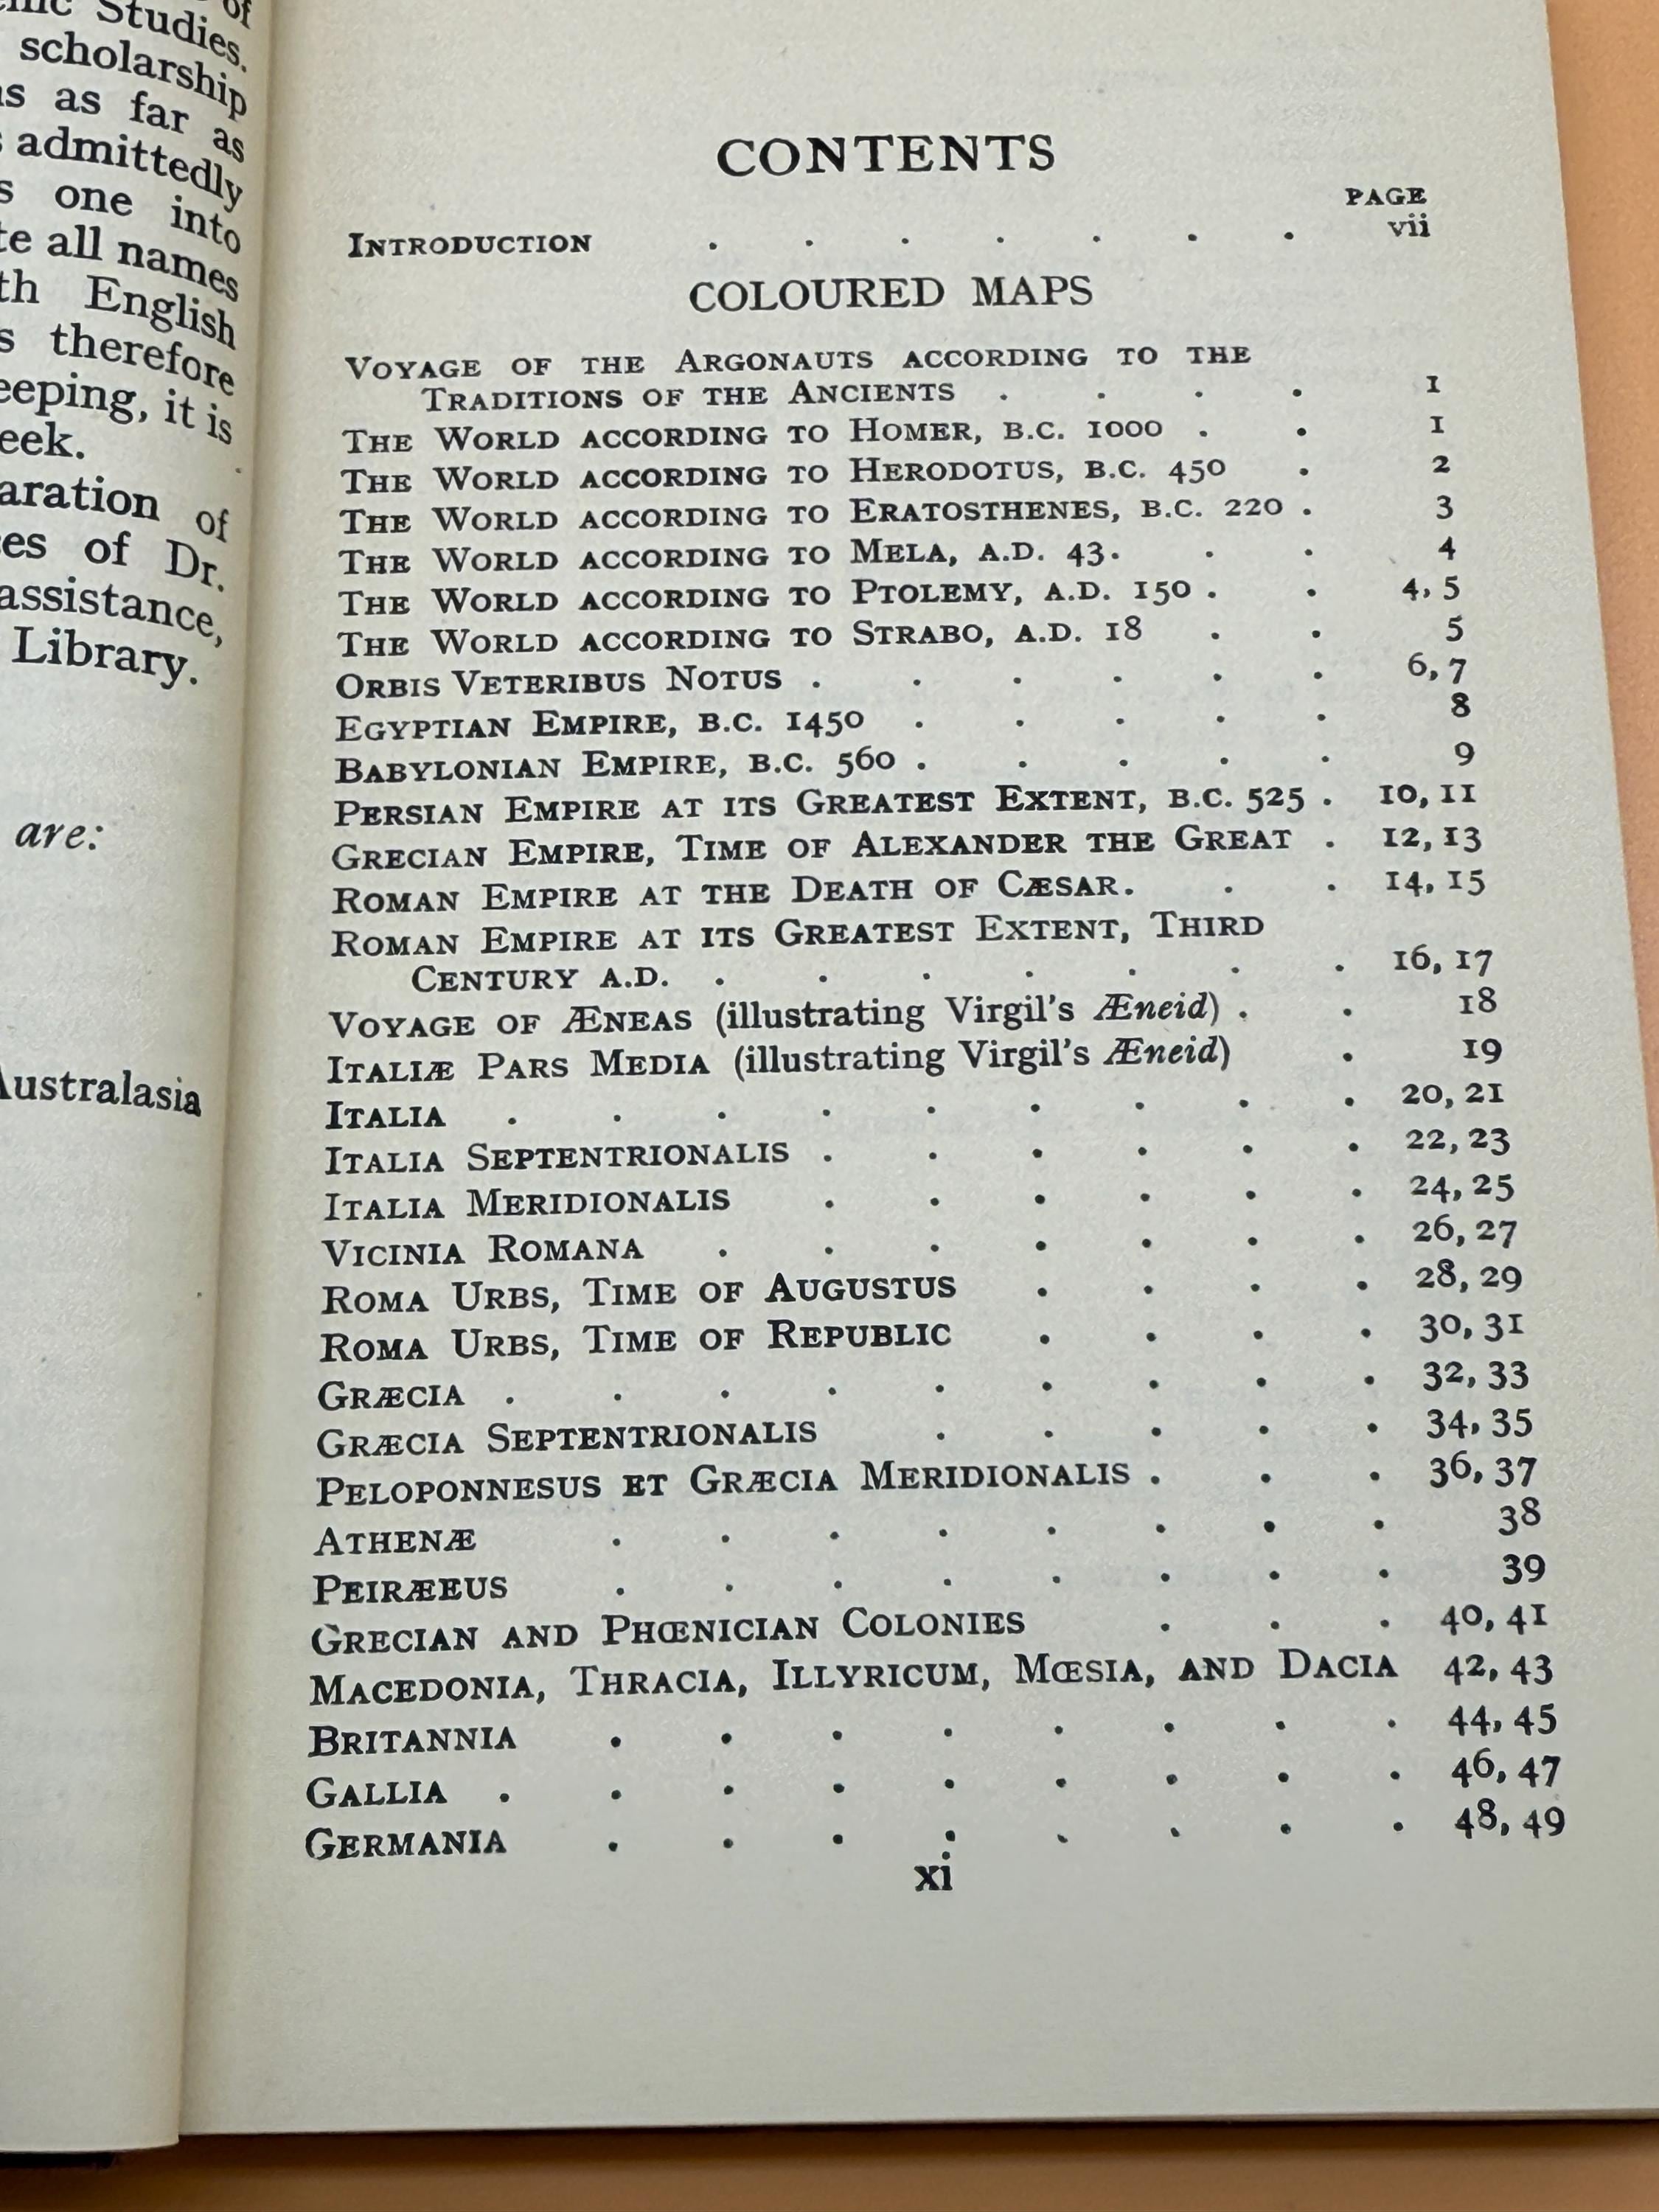 of
Studies.
scholarship
as far as
admittedly
one into
all names
English
therefore
it is
of
of Dr.
assistance,
Library.
are:
Australasia
CONTENTS
PAGE
INTRODUCTION . . . . . . . vii
COLOURED MAPS
VOYAGE OF THE ARGONAUTS ACCORDING TO THE
TRADITIONS OF THE ANCIENTS . . . . 1
THE WORLD ACCORDING TO HOMER, B.C. 1000 . . 1
THE WORLD ACCORDING TO HERODOTUS, B.C. 450 . 2
THE WORLD ACCORDING TO ERATOSTHENES, B.C. 220 . 3
THE WORLD ACCORDING TO MELA, A.D. 43 . . . 4
THE WORLD ACCORDING TO PTOLEMY, A.D. 150 . . 4, 5
THE WORLD ACCORDING TO STRABO, A.D. 18 . . 5
ORBIS VETERIBUS NOTUS . . . . . . 6, 7
EGYPTIAN EMPIRE, B.C. 1450 . . . . . 8
BABYLONIAN EMPIRE, B.C. 560 . . . . . 9
PERSIAN EMPIRE AT ITS GREATEST EXTENT, B.C. 525 . 10, 11
GRECIAN EMPIRE, TIME OF ALEXANDER THE GREAT . 12, 13
ROMAN EMPIRE AT THE DEATH OF CÆSAR . . . 14, 15
ROMAN EMPIRE AT ITS GREATEST EXTENT, THIRD
CENTURY A.D. . . . . . . . 16, 17
VOYAGE OF ÆNEAS (illustrating Virgil's Æneid) . . 18
ITALIÆ PARS MEDIA (illustrating Virgil's Æneid) . 19
ITALIA . . . . . . . . . 20, 21
ITALIA SEPTENTRIONALIS . . . . . . 22, 23
ITALIA MERIDIONALIS . . . . . . 24, 25
VICINIA ROMANA . . . . . . . 26, 27
ROMA URBS, TIME OF AUGUSTUS . . . . 28, 29
ROMA URBS, TIME OF REPUBLIC . . . . 30, 31
GRÆCIA . . . . . . . . . 32, 33
GRÆCIA SEPTENTRIONALIS . . . . . 34, 35
PELOPONNESUS ET GRÆCIA MERIDIONALIS . . . 36, 37
ATHENÆ . . . . . . . . 38
PEIRÆEUS . . . . . . . . 39
GRECIAN AND PHŒNICIAN COLONIES . . . 40, 41
MACEDONIA, THRACIA, ILLYRICUM, MŒSIA, AND DACIA 42, 43
BRITANNIA . . . . . . . . 44, 45
GALLIA . . . . . . . . . 46, 47
GERMANIA . . . . . . . . 48, 49
xi